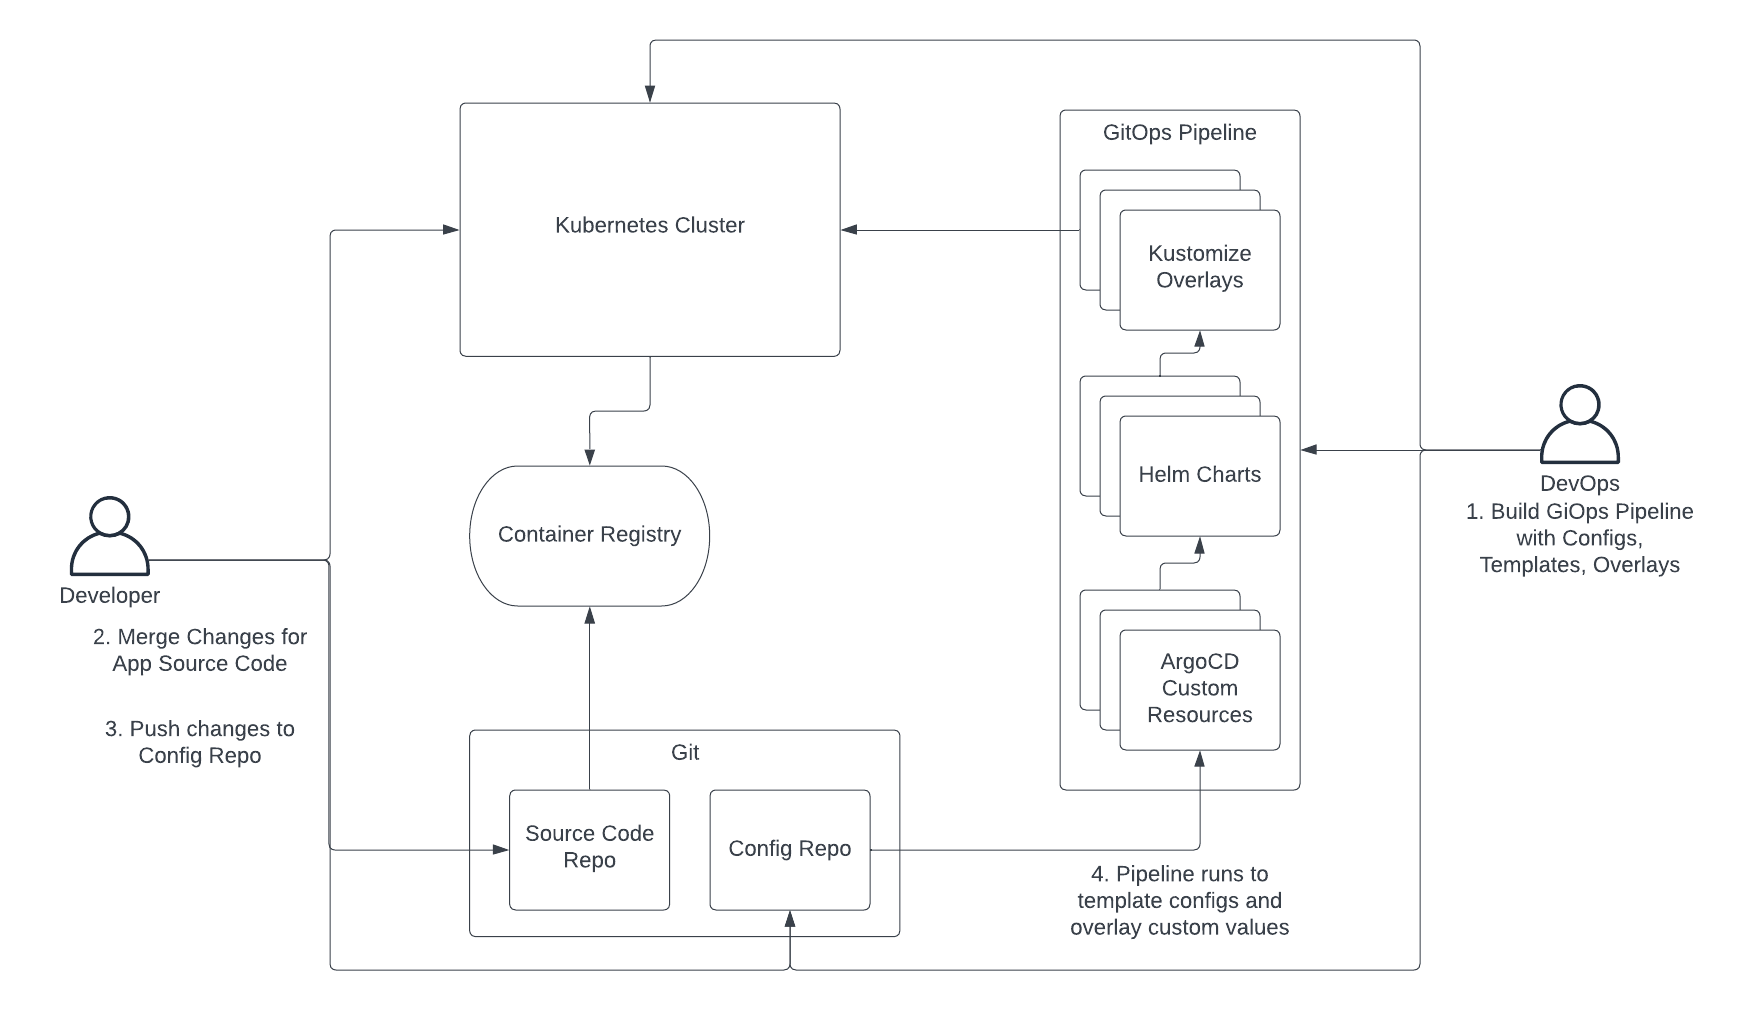 GitOps Pipeline
Kubernetes Cluster
Kustomize
Overlays
Helm Charts
DevOps
1. Build GiOps Pipeline
with Configs,
Templates, Overlays
Container Registry
Developer
2. Merge Changes for
App Source Code
3. Push changes to
Config Repo
ArgoCD
Custom
Resources
Git
Source Code
Repo
Config Repo
4. Pipeline runs to
template configs and
overlay custom values